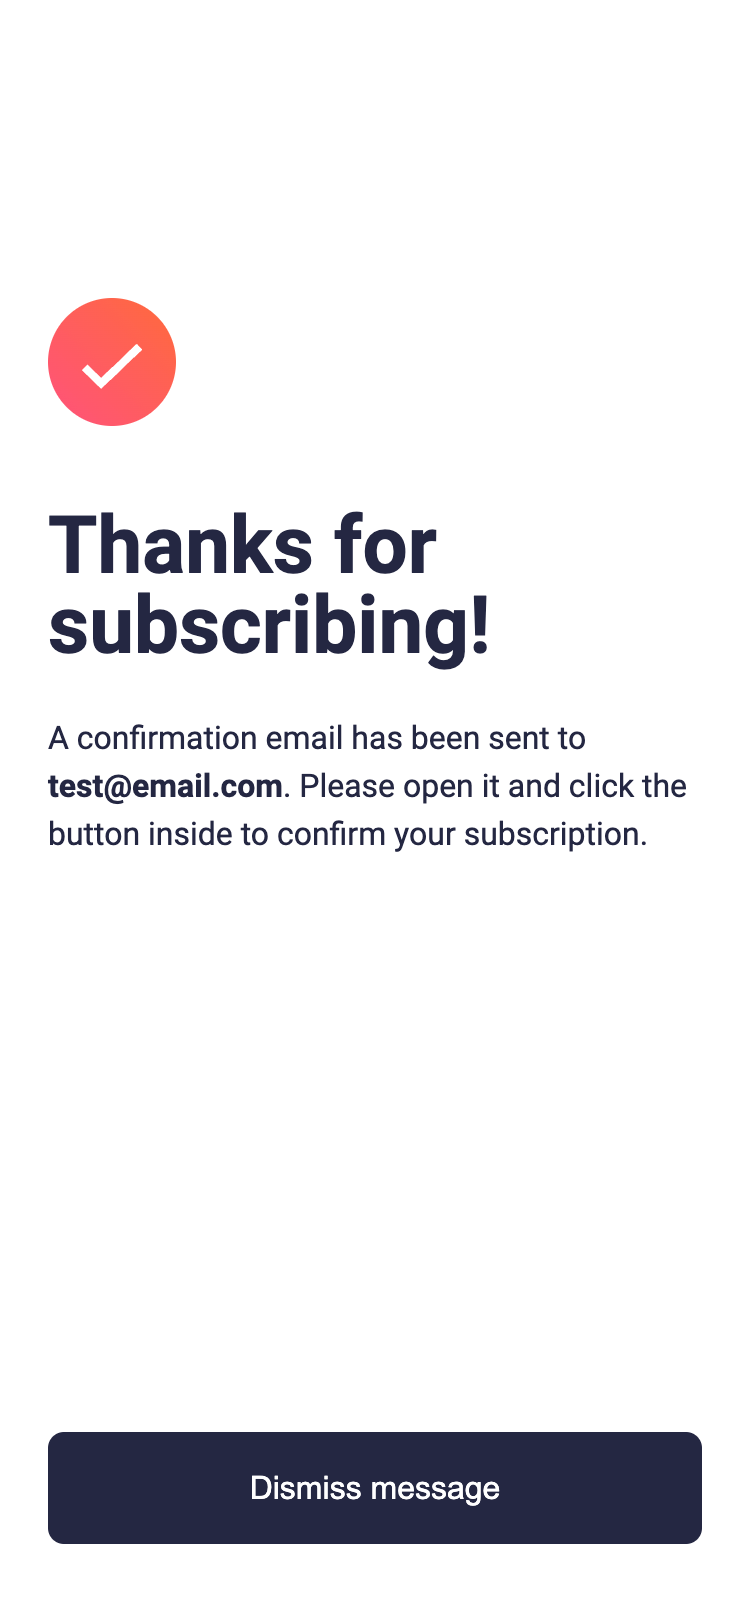 Thanks for
subscribing!
A confirmation email has been sent to
test@email.com. Please open it and click the
button inside to confirm your subscription.
Dismiss message